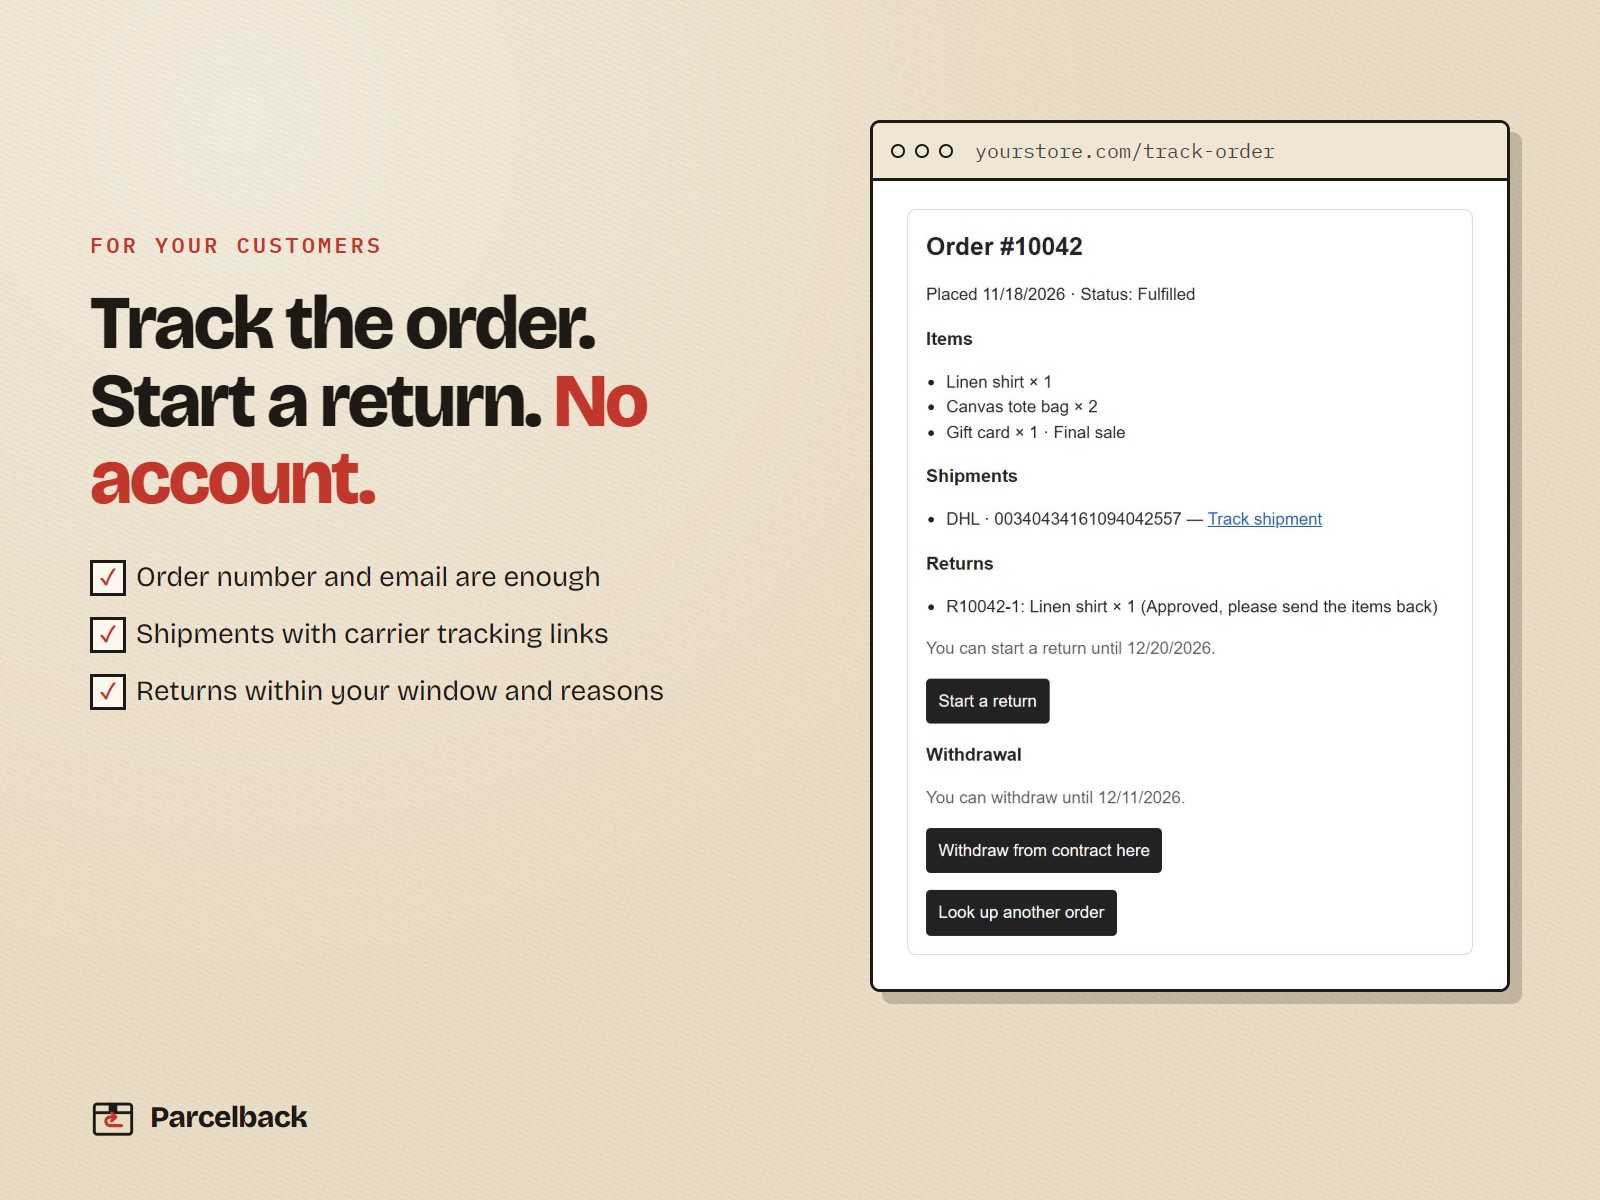 FOR YOUR CUSTOMERS
Track the order.
Start a return. No
account.
✓ Order number and email are enough
✓ Shipments with carrier tracking links
✓ Returns within your window and reasons
Parcelback
yourstore.com/track-order
Order #10042
Placed 11/18/2026 · Status: Fulfilled
Items
• Linen shirt × 1
• Canvas tote bag × 2
• Gift card × 1 · Final sale
Shipments
• DHL · 00340434161094042557 — Track shipment
Returns
• R10042-1: Linen shirt × 1 (Approved, please send the items back)
You can start a return until 12/20/2026.
Start a return
Withdrawal
You can withdraw until 12/11/2026.
Withdraw from contract here
Look up another order